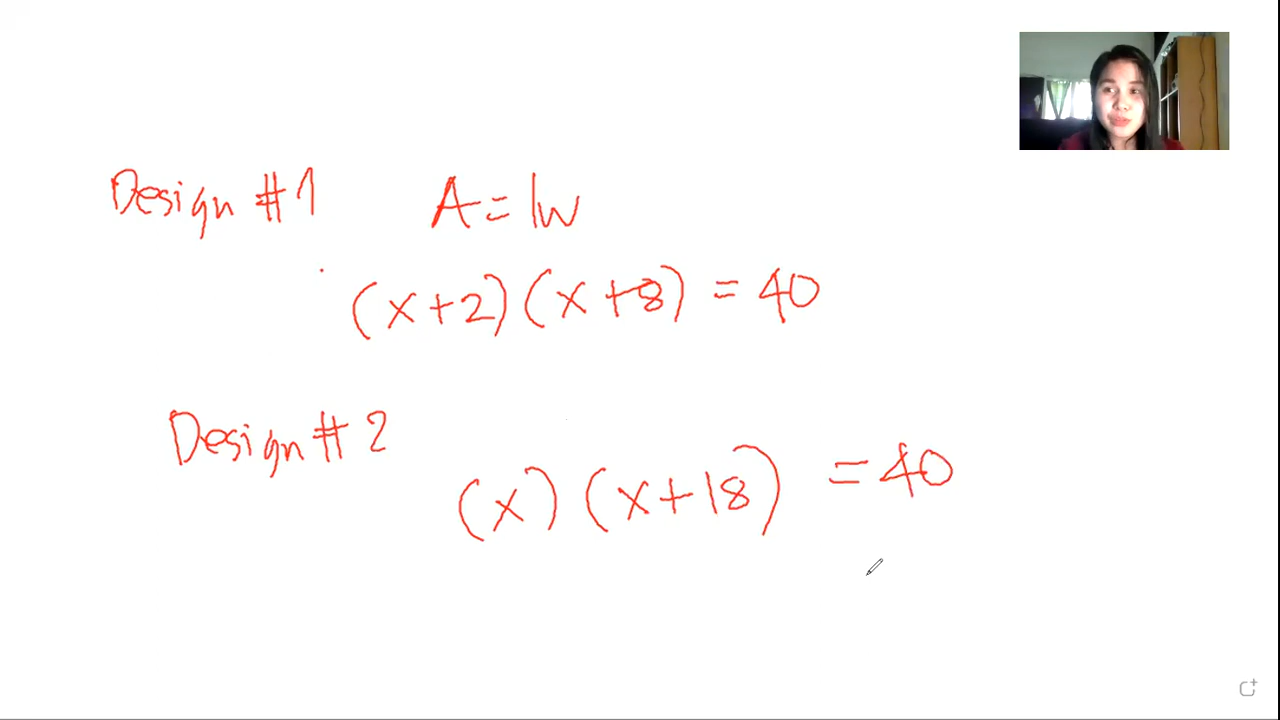 Design #1 A = lw
(x+2)(x+8) = 40
Design # 2
(x)(x+18) = 40